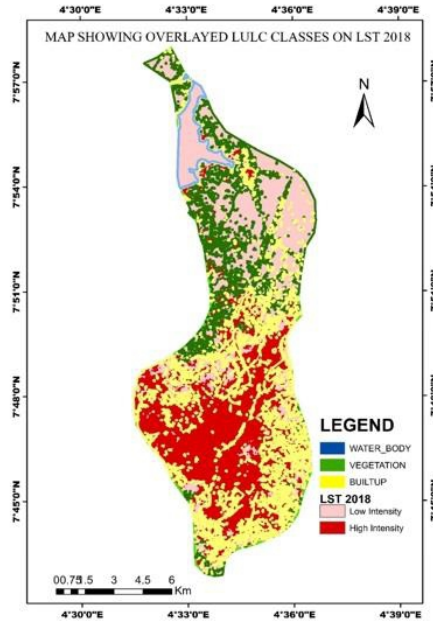 4°30'0"E 4°33'0"E 4°36'0"E 4°39'0"E
MAP SHOWING OVERLAYED LULC CLASSES ON LST 2018
N
7°57'0"N
7°54'0"N
7°51'0"N
7°48'0"N
7°45'0"N
LEGEND
WATER_BODY
VEGETATION
BUILTUP
LST 2018
Low Intensity
High Intensity
0 0.75 1.5 3 4.5 6
Km
4°30'0"E 4°33'0"E 4°36'0"E 4°39'0"E